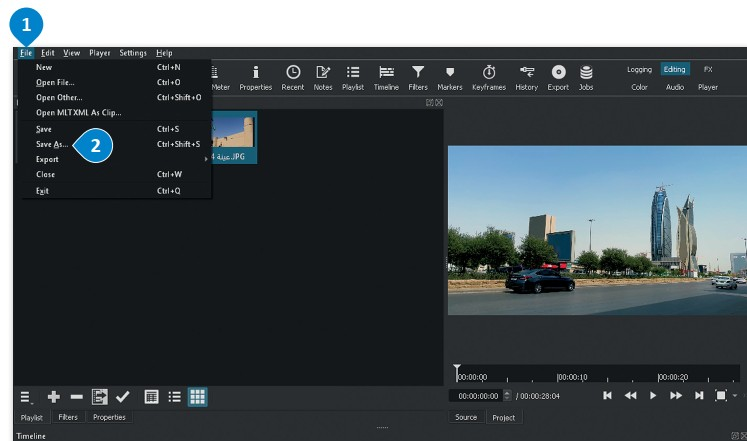 1
File Edit View Player Settings Help
New Ctrl+N
Open File... Ctrl+O
Open Other... Ctrl+Shift+O
Open MLT XML As Clip...
Save Ctrl+S
Save As... Ctrl+Shift+S
2
Export
Close Ctrl+W
Exit Ctrl+Q
Meter Properties Recent Notes Playlist Timeline Filters Markers Keyframes History Export Jobs
Logging Editing FX
Color Audio Player
عينة 4.JPG
00:00:00 00:00:10 00:00:20
00:00:00:00 / 00:00:28:04
Playlist Filters Properties
Source Project
Timeline